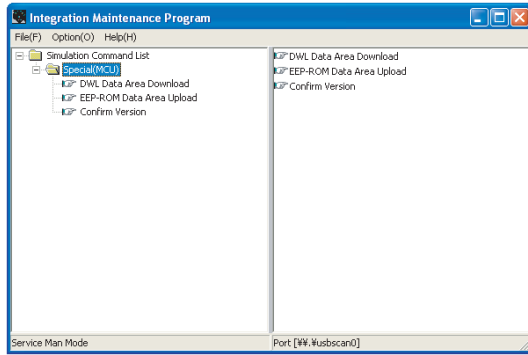 Integration Maintenance Program
File(F) Option(O) Help(H)
Simulation Command List
Special(MCU)
DWL Data Area Download
EEP-ROM Data Area Upload
Confirm Version
DWL Data Area Download
EEP-ROM Data Area Upload
Confirm Version
Service Man Mode
Port [¥¥.¥usbscan0]